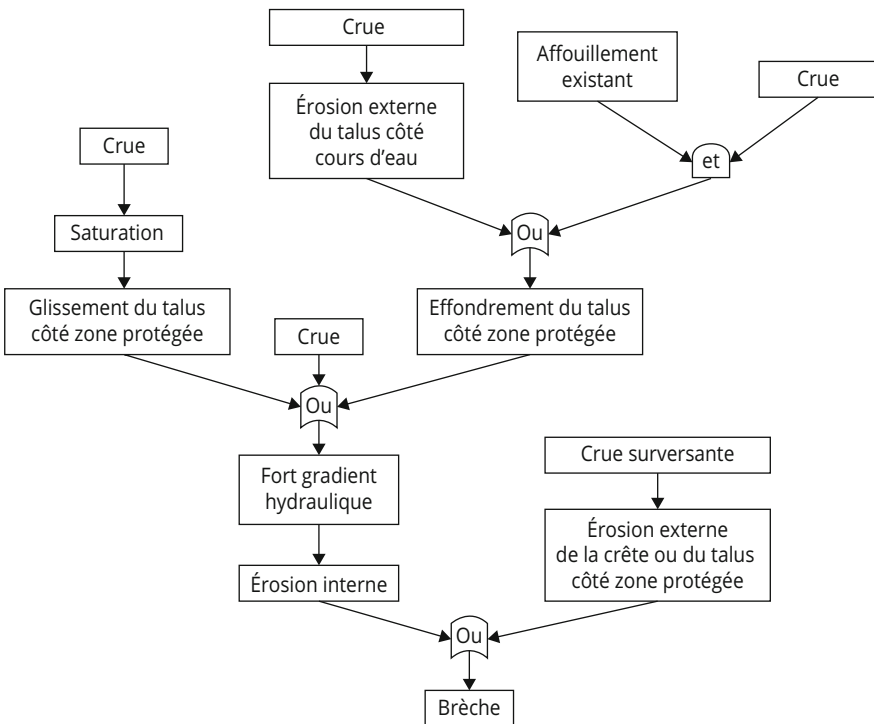 Crue
Affouillement
existant
Crue
Érosion externe
du talus côté
cours d’eau
Crue
et
Saturation
Ou
Glissement du talus
côté zone protégée
Effondrement du talus
côté zone protégée
Crue
Ou
Fort gradient
hydraulique
Crue surversante
Érosion externe
de la crête ou du talus
côté zone protégée
Érosion interne
Ou
Brèche